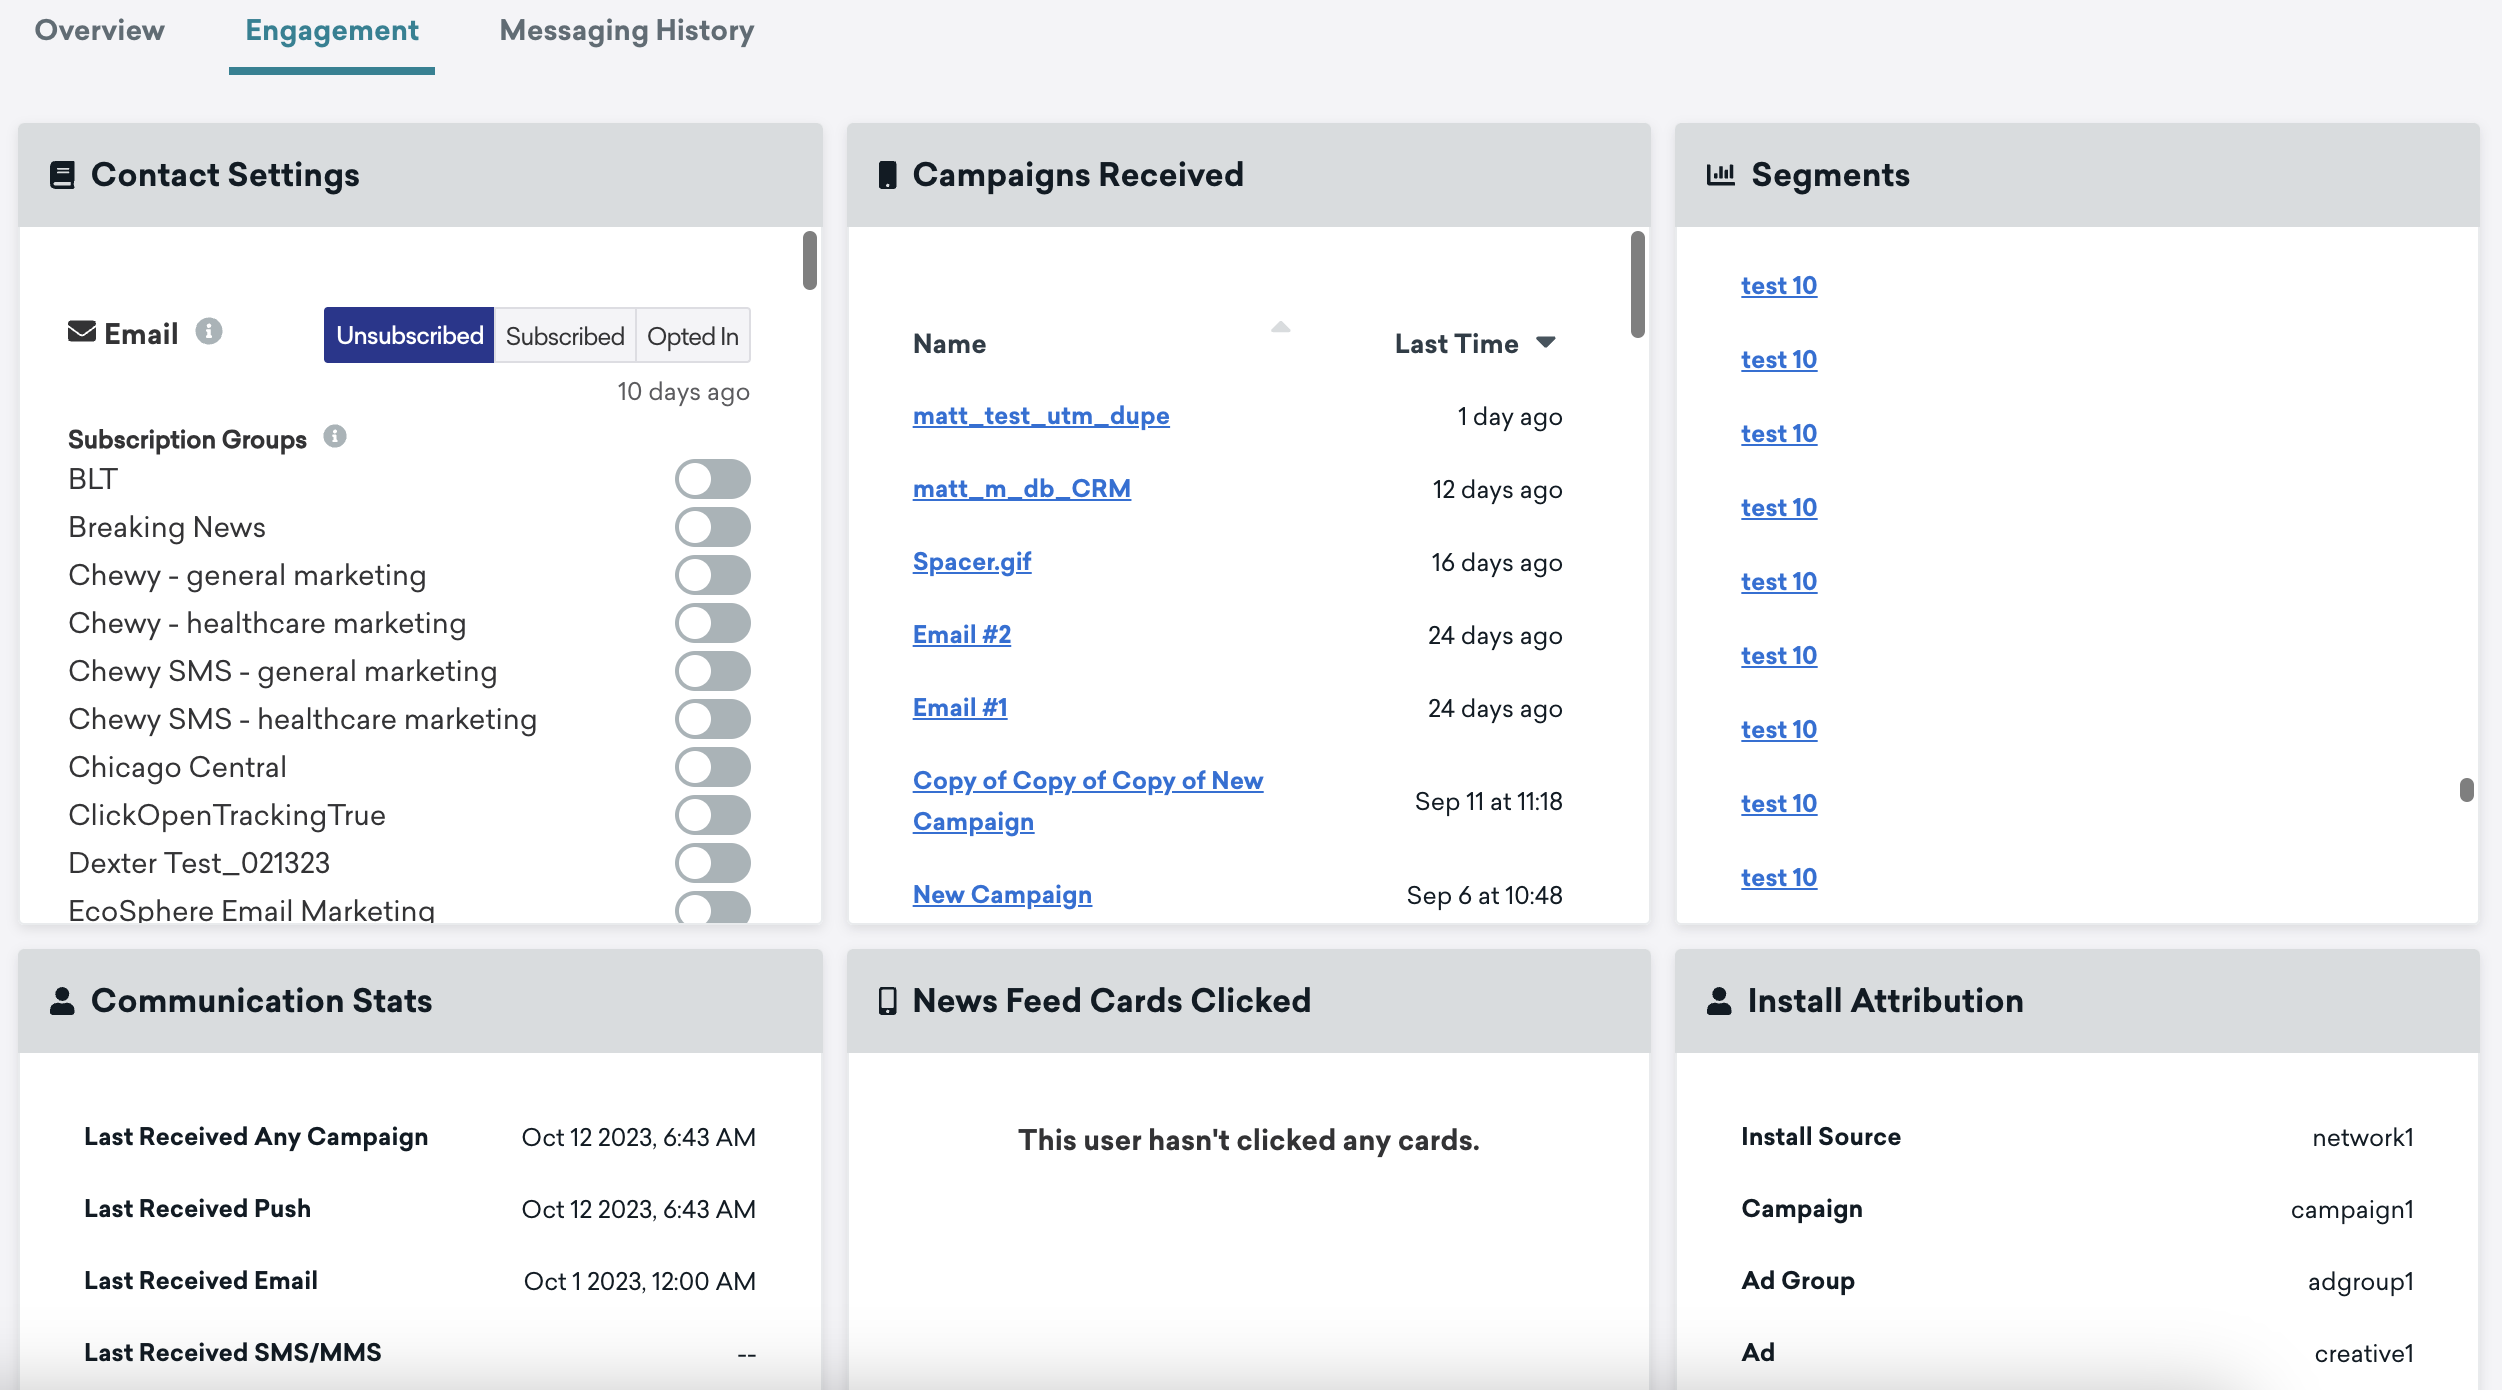 Overview Engagement Messaging History
Contact Settings
Email
Unsubscribed Subscribed Opted In
10 days ago
Subscription Groups
BLT
Breaking News
Chewy - general marketing
Chewy - healthcare marketing
Chewy SMS - general marketing
Chewy SMS - healthcare marketing
Chicago Central
ClickOpenTrackingTrue
Dexter Test_021323
EcoSphere Email Marketing
Campaigns Received
Name Last Time
matt_test_utm_dupe 1 day ago
matt_m_db_CRM 12 days ago
Spacer.gif 16 days ago
Email #2 24 days ago
Email #1 24 days ago
Copy of Copy of Copy of New
Campaign
Sep 11 at 11:18
New Campaign Sep 6 at 10:48
Segments
test 10
test 10
test 10
test 10
test 10
test 10
test 10
test 10
test 10
Communication Stats
Last Received Any Campaign Oct 12 2023, 6:43 AM
Last Received Push Oct 12 2023, 6:43 AM
Last Received Email Oct 1 2023, 12:00 AM
Last Received SMS/MMS --
News Feed Cards Clicked
This user hasn't clicked any cards.
Install Attribution
Install Source network1
Campaign campaign1
Ad Group adgroup1
Ad creative1